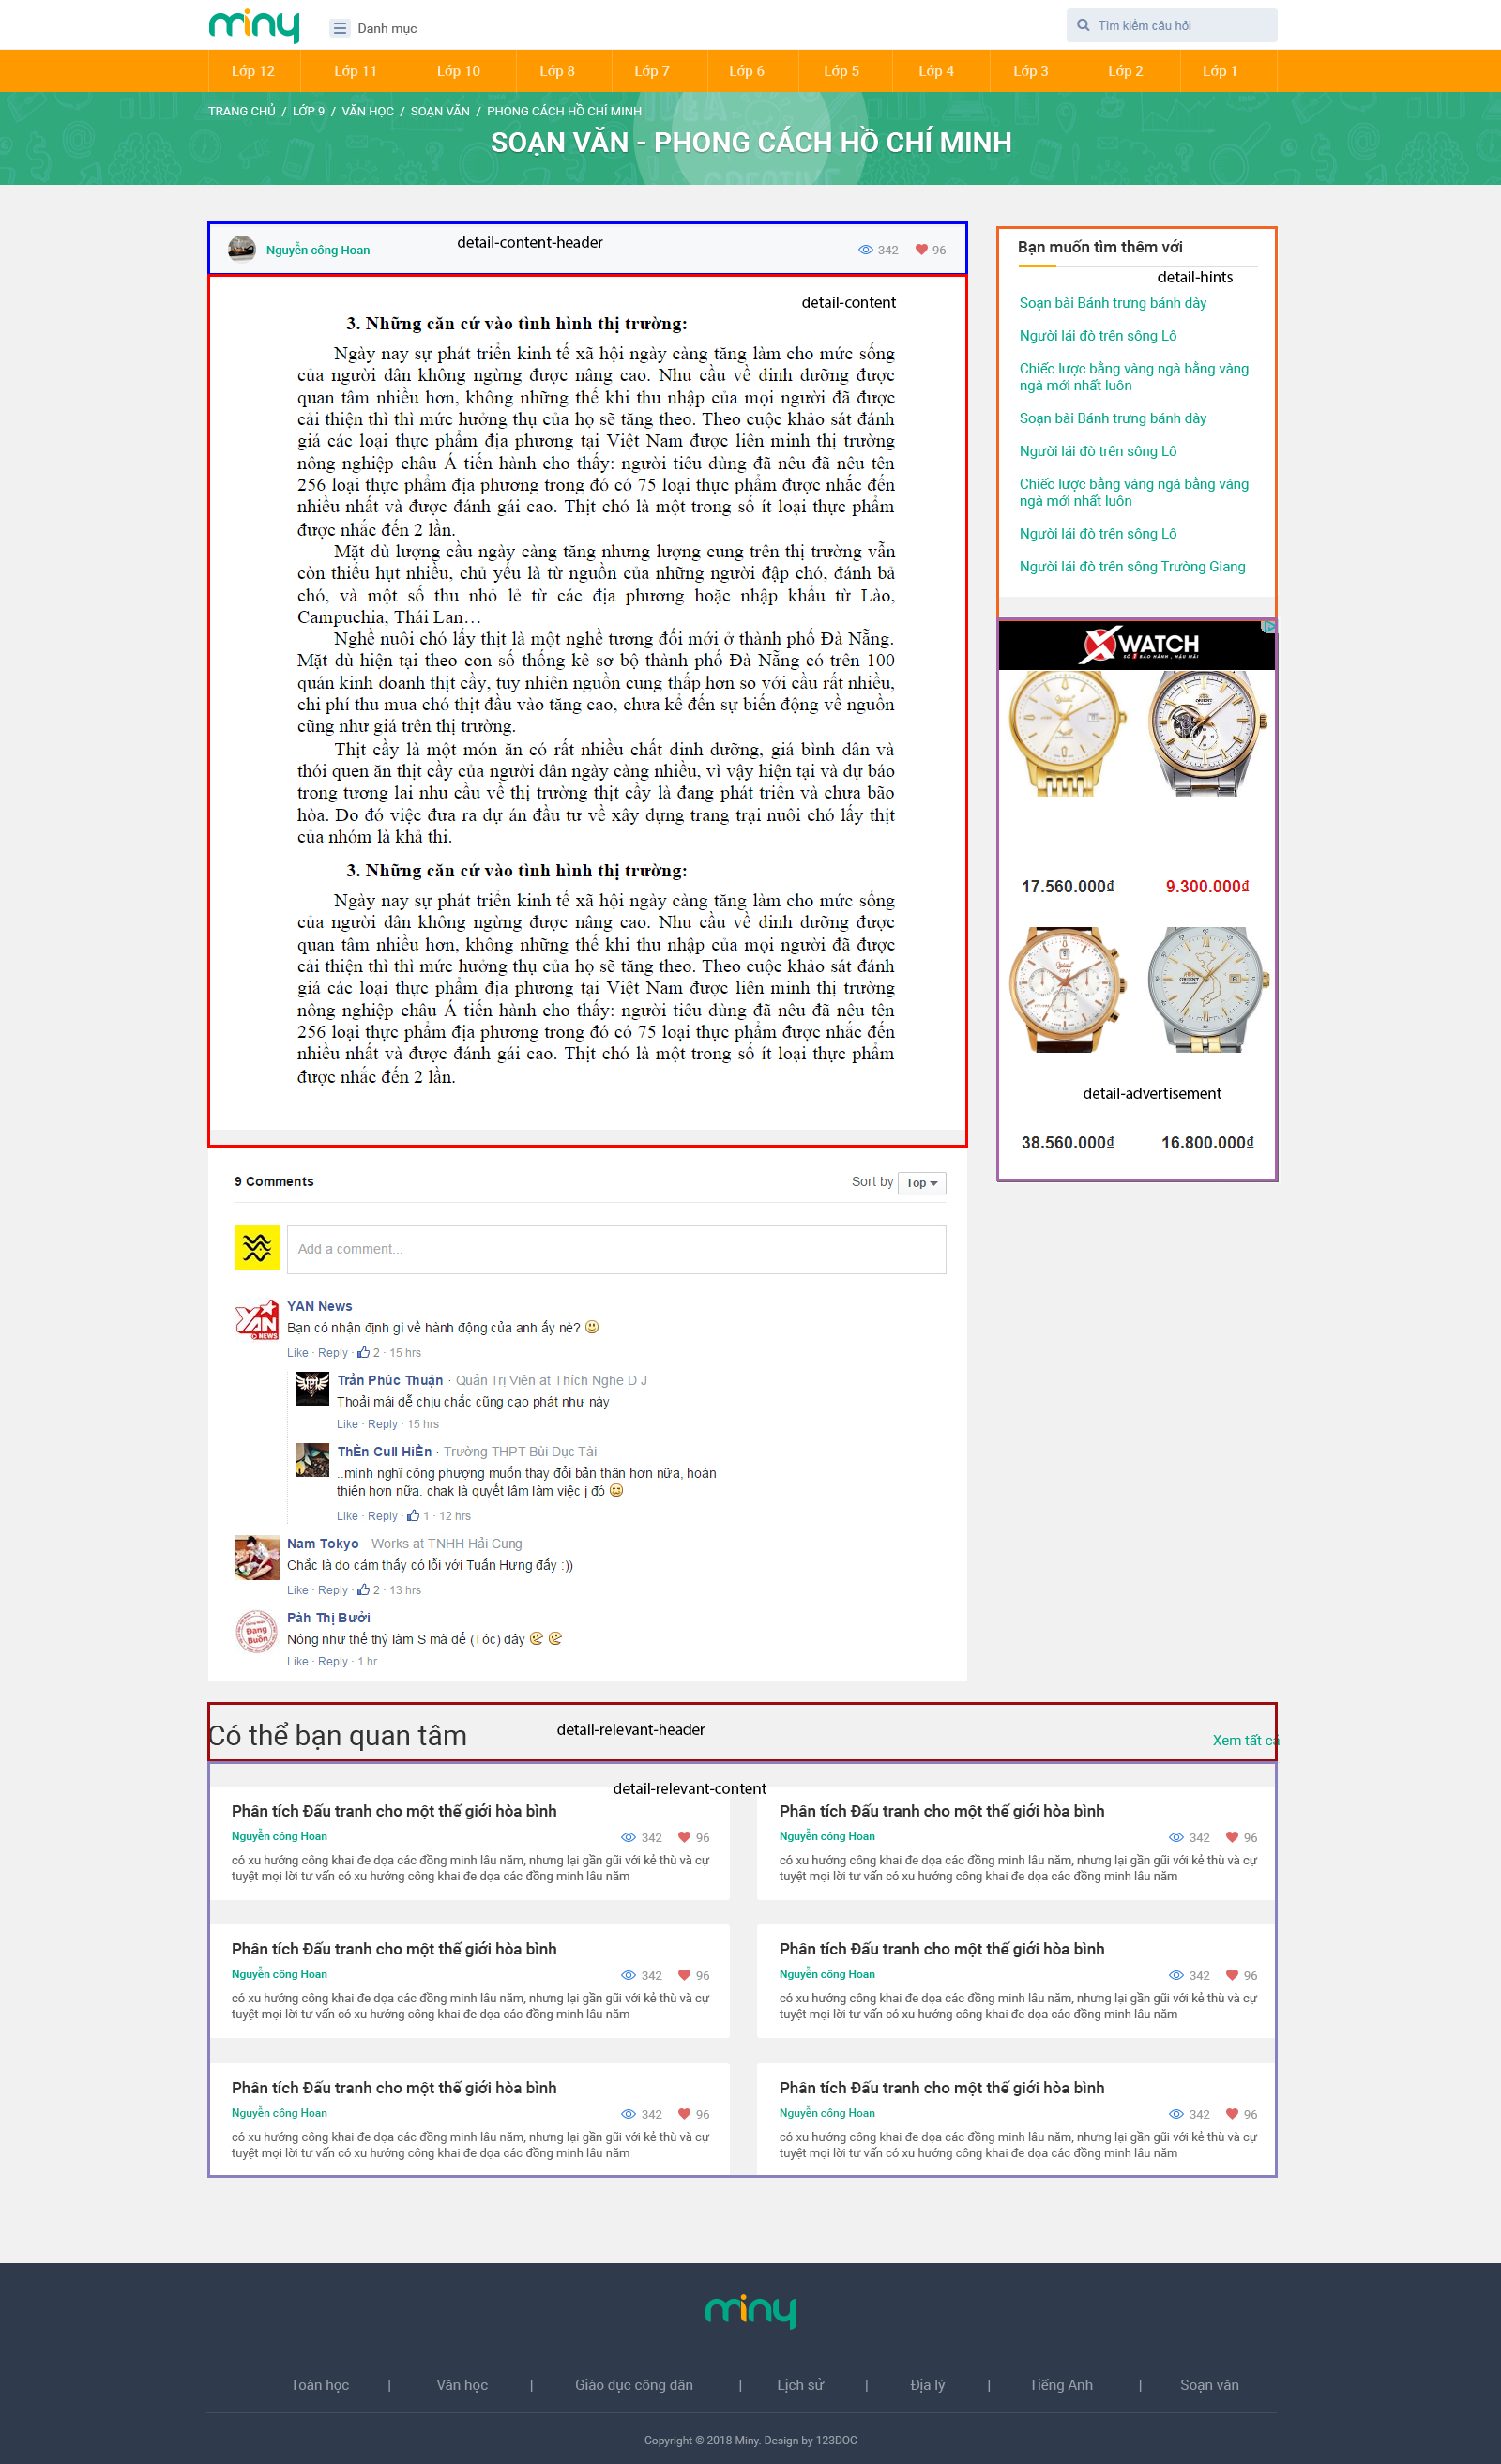 miny
Danh mục
Tìm kiếm câu hỏi
Lớp 12
Lớp 11
Lớp 10
Lớp 8
Lớp 7
Lớp 6
Lớp 5
Lớp 4
Lớp 3
Lớp 2
Lớp 1
TRANG CHỦ / LỚP 9 / VĂN HỌC / SOẠN VĂN / PHONG CÁCH HỒ CHÍ MINH
SOẠN VĂN - PHONG CÁCH HỒ CHÍ MINH
CREATIVE
Nguyễn công Hoan
detail-content-header
342
96
detail-content
3. Những căn cứ vào tình hình thị trường:
Ngày nay sự phát triển kinh tế xã hội ngày càng tăng làm cho mức sống
của người dân không ngừng được nâng cao. Nhu cầu về dinh dưỡng được
quan tâm nhiều hơn, không những thế khi thu nhập của mọi người đã được
cải thiện thì thì mức hưởng thụ của họ sẽ tăng theo. Theo cuộc khảo sát đánh
giá các loại thực phẩm địa phương tại Việt Nam được liên minh thị trường
nông nghiệp châu Á tiến hành cho thấy: người tiêu dùng đã nêu đã nêu tên
256 loại thực phẩm địa phương trong đó có 75 loại thực phẩm được nhắc đến
nhiều nhất và được đánh gái cao. Thịt chó là một trong số ít loại thực phẩm
được nhắc đến 2 lần.
Mặt dù lượng cầu ngày càng tăng nhưng lượng cung trên thị trường vẫn
còn thiếu hụt nhiều, chủ yếu là từ nguồn của những người đập chó, đánh bả
chó, và một số thu nhỏ lẻ từ các địa phương hoặc nhập khẩu từ Lào,
Campuchia, Thái Lan…
Nghề nuôi chó lấy thịt là một nghề tương đối mới ở thành phố Đà Nẵng.
Mặt dù hiện tại theo con số thống kê sơ bộ thành phố Đà Nẵng có trên 100
quán kinh doanh thịt cầy, tuy nhiên nguồn cung thấp hơn so với cầu rất nhiều,
chi phí thu mua chó thịt đầu vào tăng cao, chưa kể đến sự biến động về nguồn
cũng như giá trên thị trường.
Thịt cầy là một món ăn có rất nhiều chất dinh dưỡng, giá bình dân và
thói quen ăn thịt cầy của người dân ngày càng nhiều, vì vậy hiện tại và dự báo
trong tương lai nhu cầu về thị trường thịt cầy là đang phát triển và chưa bão
hòa. Do đó việc đưa ra dự án đầu tư về xây dựng trang trại nuôi chó lấy thịt
của nhóm là khả thi.
3. Những căn cứ vào tình hình thị trường:
Ngày nay sự phát triển kinh tế xã hội ngày càng tăng làm cho mức sống
của người dân không ngừng được nâng cao. Nhu cầu về dinh dưỡng được
quan tâm nhiều hơn, không những thế khi thu nhập của mọi người đã được
cải thiện thì thì mức hưởng thụ của họ sẽ tăng theo. Theo cuộc khảo sát đánh
giá các loại thực phẩm địa phương tại Việt Nam được liên minh thị trường
nông nghiệp châu Á tiến hành cho thấy: người tiêu dùng đã nêu đã nêu tên
256 loại thực phẩm địa phương trong đó có 75 loại thực phẩm được nhắc đến
nhiều nhất và được đánh gái cao. Thịt chó là một trong số ít loại thực phẩm
được nhắc đến 2 lần.
Bạn muốn tìm thêm với
detail-hints
Soạn bài Bánh trưng bánh dày
Người lái đò trên sông Lô
Chiếc lược bằng vàng ngà bằng vàng
ngà mới nhất luôn
Soạn bài Bánh trưng bánh dày
Người lái đò trên sông Lô
Chiếc lược bằng vàng ngà bằng vàng
ngà mới nhất luôn
Người lái đò trên sông Lô
Người lái đò trên sông Trường Giang
XWATCH
17.560.000₫
9.300.000₫
detail-advertisement
38.560.000₫
16.800.000₫
9 Comments
Sort by Top
Add a comment...
YAN NEWS
YAN News
Bạn có nhận định gì về hành động của anh ấy nè?
Like · Reply · 2 · 15 hrs
Trần Phúc Thuận · Quản Trị Viên at Thích Nghe D J
Thoải mái dễ chịu chắc cũng cạo phát như này
Like · Reply · 15 hrs
ThÈn Cull HiÈn · Trường THPT Bùi Dục Tài
..mình nghĩ công phượng muốn thay đổi bản thân hơn nữa, hoàn
thiên hơn nữa. chak là quyết lâm làm việc j đó
Like · Reply · 1 · 12 hrs
Nam Tokyo · Works at TNHH Hải Cung
Chắc là do cảm thấy có lỗi với Tuấn Hưng đấy :))
Like · Reply · 2 · 13 hrs
Đang Buồn
Pàh Thị Bưởi
Nóng như thế thỳ làm S mà để (Tóc) đây
Like · Reply · 1 hr
Có thể bạn quan tâm
detail-relevant-header
Xem tất cả
detail-relevant-content
Phân tích Đấu tranh cho một thế giới hòa bình
Nguyễn công Hoan
342
96
có xu hướng công khai đe dọa các đồng minh lâu năm, nhưng lại gần gũi với kẻ thù và cự
tuyệt mọi lời tư vấn có xu hướng công khai đe dọa các đồng minh lâu năm
Phân tích Đấu tranh cho một thế giới hòa bình
Nguyễn công Hoan
342
96
có xu hướng công khai đe dọa các đồng minh lâu năm, nhưng lại gần gũi với kẻ thù và cự
tuyệt mọi lời tư vấn có xu hướng công khai đe dọa các đồng minh lâu năm
Phân tích Đấu tranh cho một thế giới hòa bình
Nguyễn công Hoan
342
96
có xu hướng công khai đe dọa các đồng minh lâu năm, nhưng lại gần gũi với kẻ thù và cự
tuyệt mọi lời tư vấn có xu hướng công khai đe dọa các đồng minh lâu năm
Phân tích Đấu tranh cho một thế giới hòa bình
Nguyễn công Hoan
342
96
có xu hướng công khai đe dọa các đồng minh lâu năm, nhưng lại gần gũi với kẻ thù và cự
tuyệt mọi lời tư vấn có xu hướng công khai đe dọa các đồng minh lâu năm
Phân tích Đấu tranh cho một thế giới hòa bình
Nguyễn công Hoan
342
96
có xu hướng công khai đe dọa các đồng minh lâu năm, nhưng lại gần gũi với kẻ thù và cự
tuyệt mọi lời tư vấn có xu hướng công khai đe dọa các đồng minh lâu năm
Phân tích Đấu tranh cho một thế giới hòa bình
Nguyễn công Hoan
342
96
có xu hướng công khai đe dọa các đồng minh lâu năm, nhưng lại gần gũi với kẻ thù và cự
tuyệt mọi lời tư vấn có xu hướng công khai đe dọa các đồng minh lâu năm
miny
Toán học | Văn học | Giáo dục công dân | Lịch sử | Địa lý | Tiếng Anh | Soạn văn
Copyright © 2018 Miny. Design by 123DOC